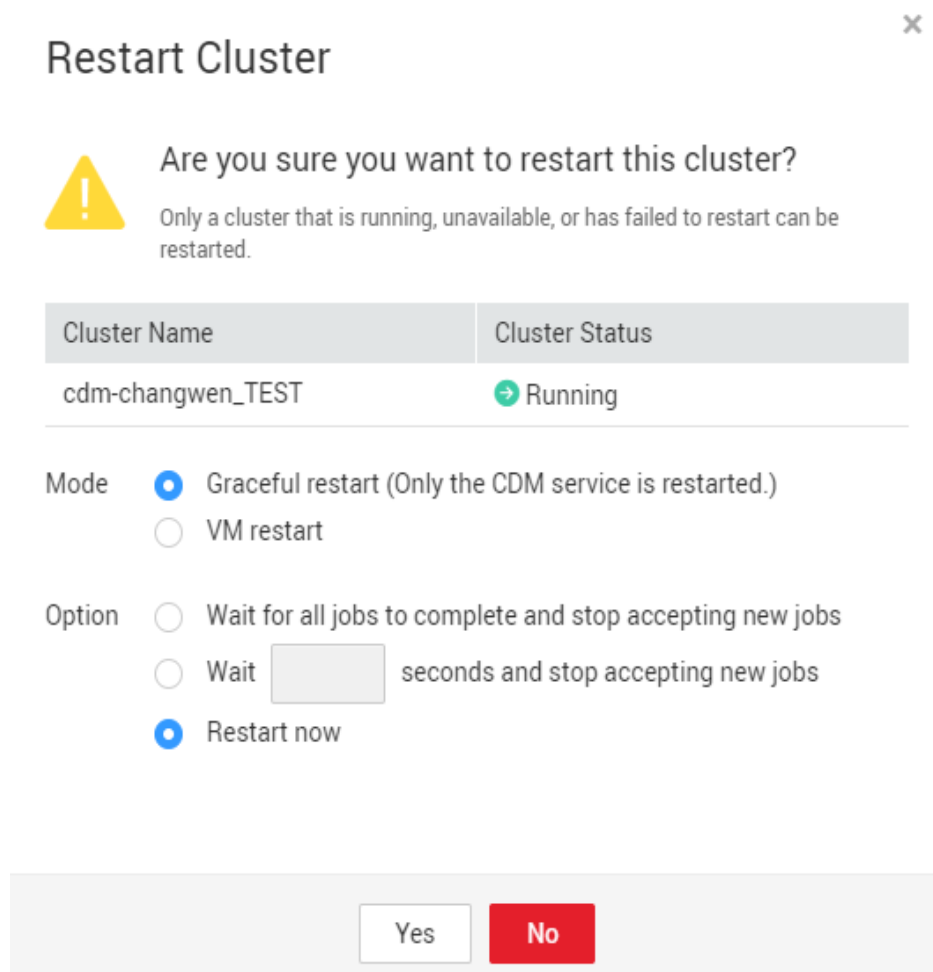 Restart Cluster
Are you sure you want to restart this cluster?
Only a cluster that is running, unavailable, or has failed to restart can be
restarted.
Cluster Name Cluster Status
cdm-changwen_TEST Running
Mode Graceful restart (Only the CDM service is restarted.)
VM restart
Option Wait for all jobs to complete and stop accepting new jobs
Wait seconds and stop accepting new jobs
Restart now
Yes No